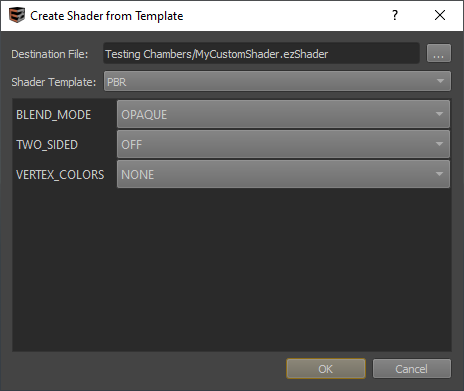 Create Shader from Template ?
Destination File: Testing Chambers/MyCustomShader.ezShader ...
Shader Template: PBR
BLEND_MODE OPAQUE
TWO_SIDED OFF
VERTEX_COLORS NONE
OK Cancel